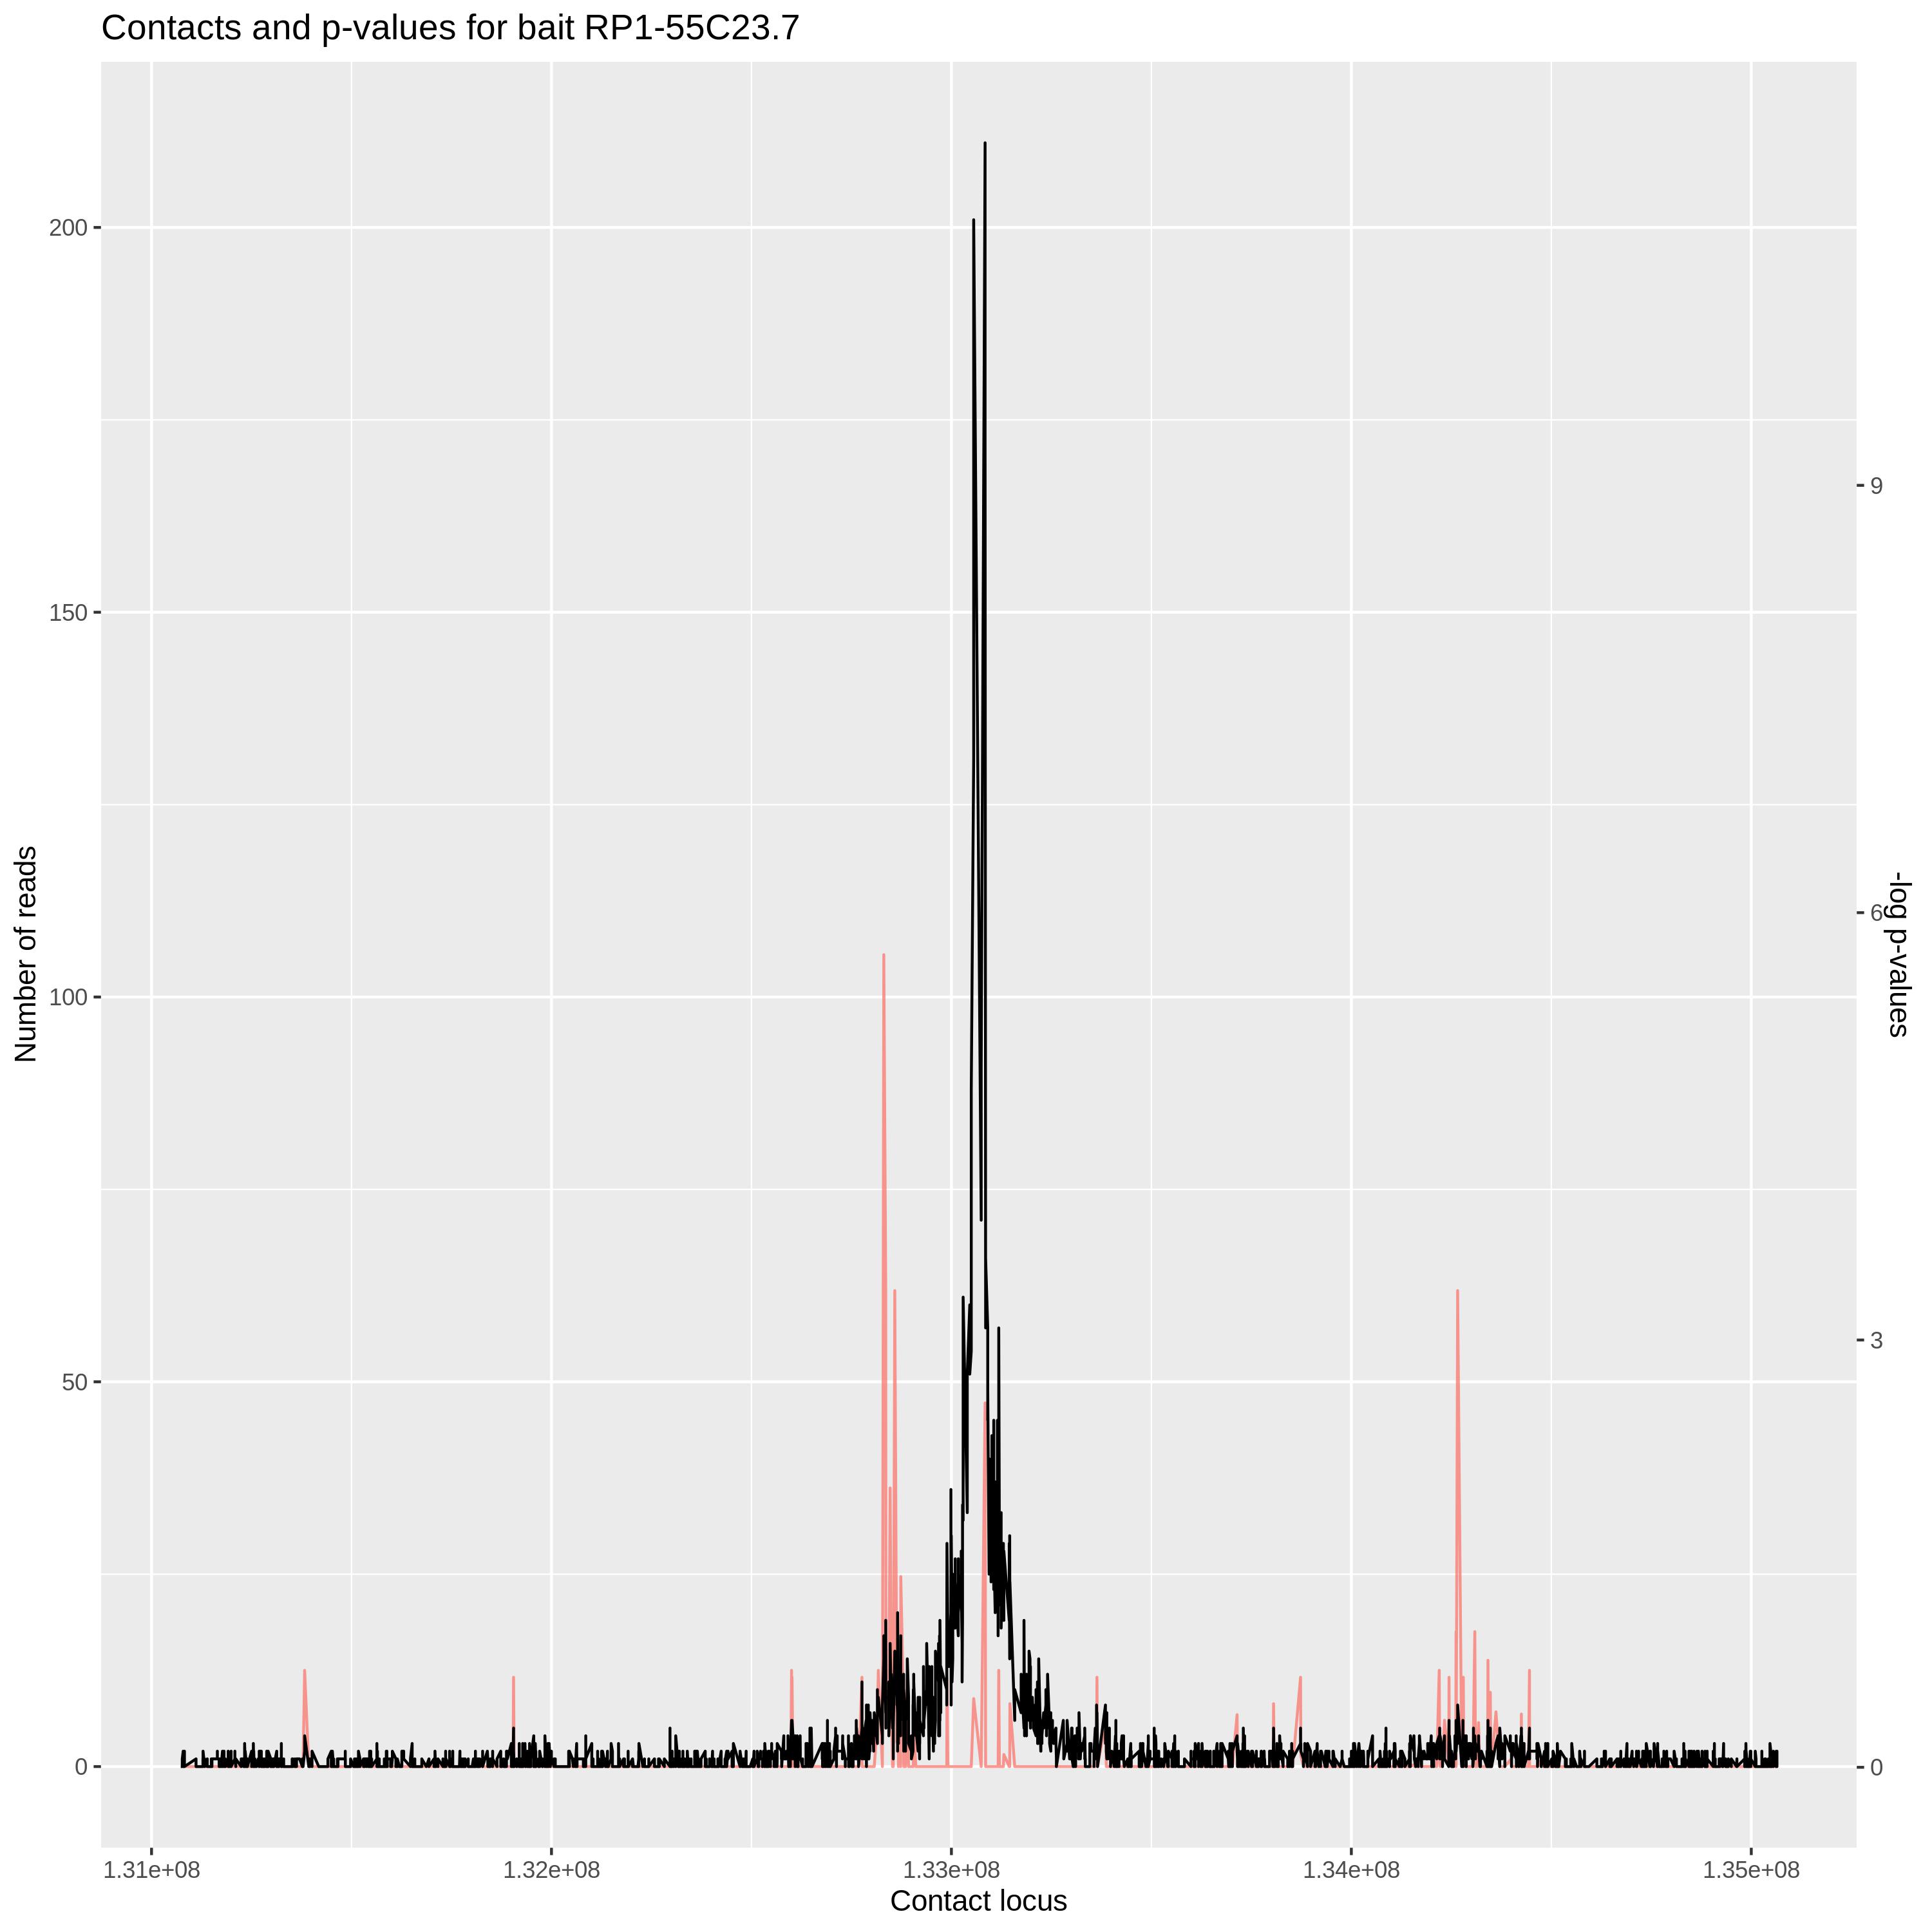 Contacts and p-values for bait RP1-55C23.7
200
150
100
50
0
Number of reads
9
6
3
0
-log p-values
1.31e+08
1.32e+08
1.33e+08
1.34e+08
1.35e+08
Contact locus